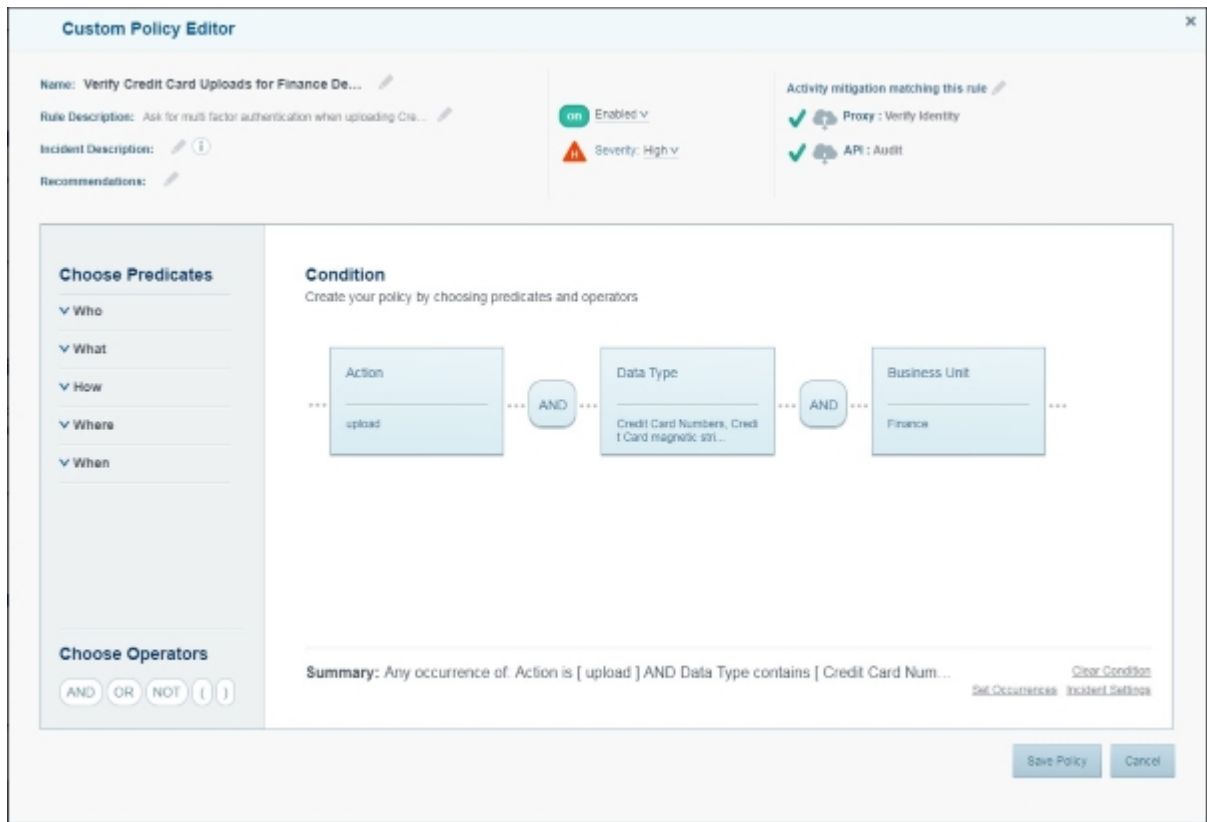 Custom Policy Editor
×
Name: Verify Credit Card Uploads for Finance De...
Rule Description: Ask for multi factor authentication when uploading Cre...
Incident Description:
i
Recommendations:
on
Enabled
H
Severity: High
Activity mitigation matching this rule
Proxy : Verify Identity
API : Audit
Choose Predicates
Who
What
How
Where
When
Choose Operators
AND OR NOT ( )
Condition
Create your policy by choosing predicates and operators
Action
upload
AND
Data Type
Credit Card Numbers, Credi
t Card magnetic stri...
AND
Business Unit
Finance
Summary: Any occurrence of: Action is [ upload ] AND Data Type contains [ Credit Card Num...
Clear Condition
Set Occurrences Incident Settings
Save Policy
Cancel